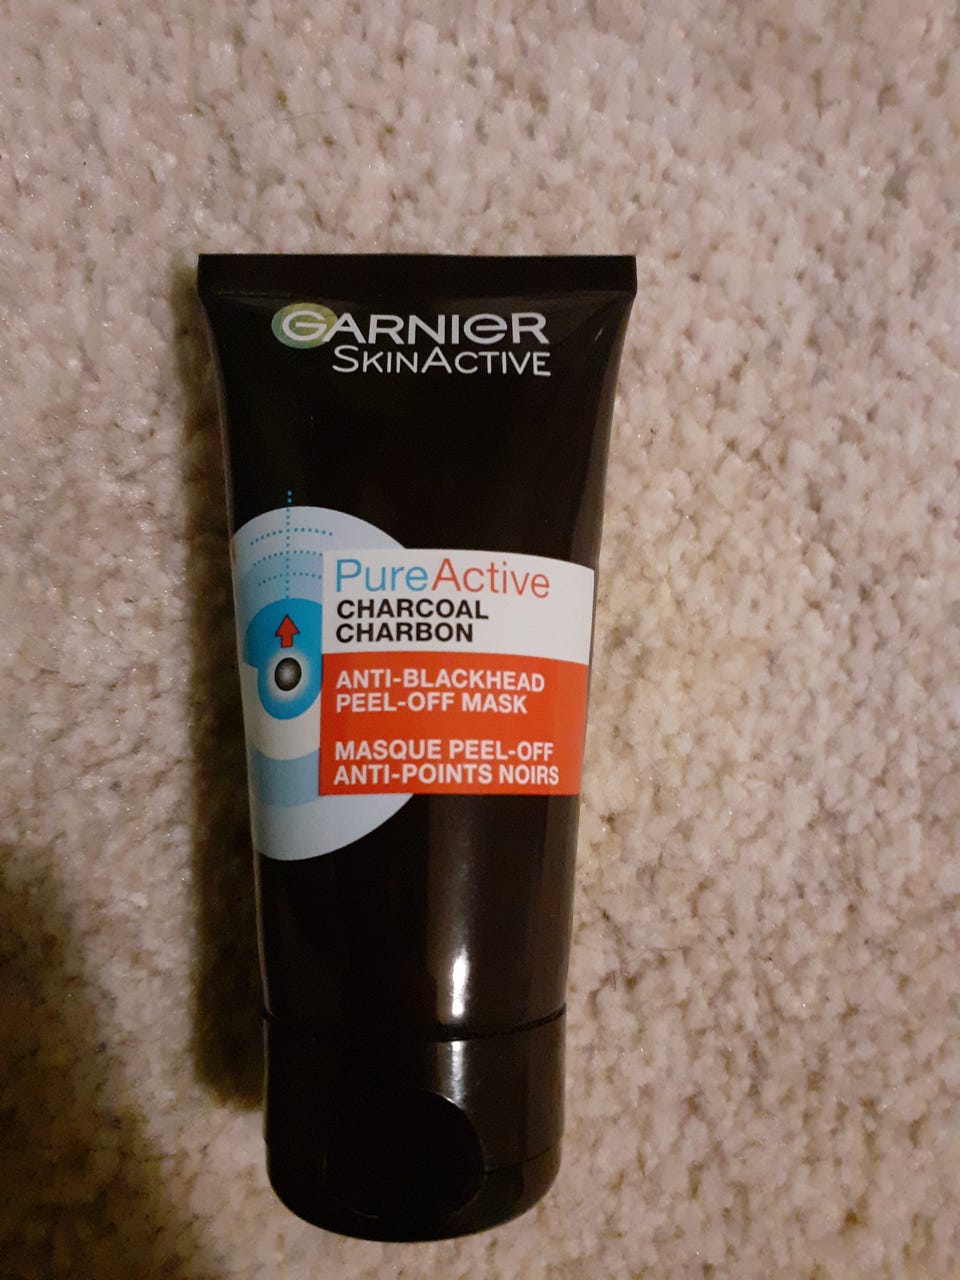 GARNIER
SKINACTIVE
PureActive
CHARCOAL
CHARBON
ANTI-BLACKHEAD
PEEL-OFF MASK
MASQUE PEEL-OFF
ANTI-POINTS NOIRS